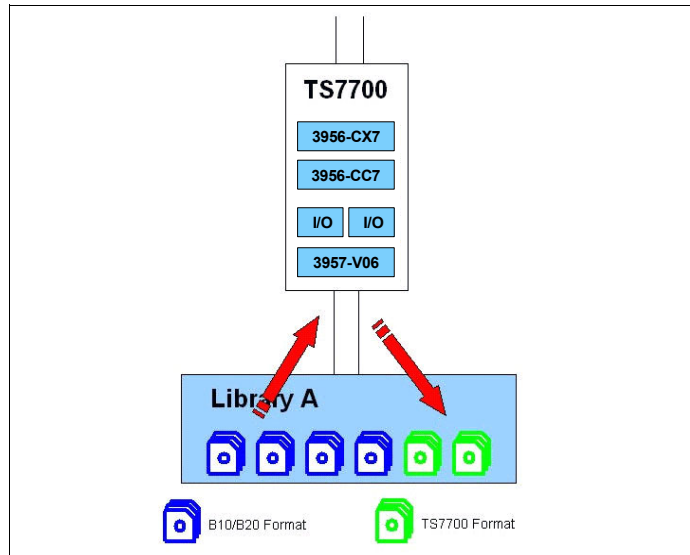 TS7700
3956-CX7
3956-CC7
I/O I/O
3957-V06
Library A
B10/B20 Format TS7700 Format